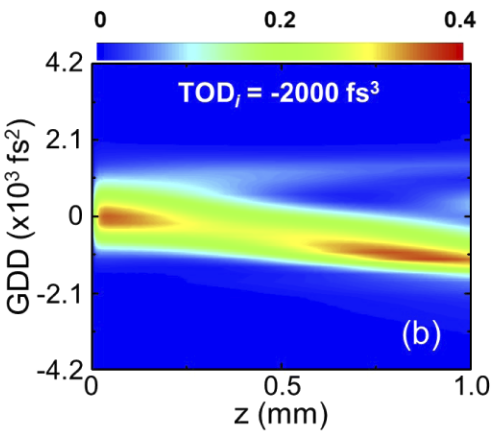 0 0.2 0.4
4.2
TODi = -2000 fs³
2.1
0
-2.1
-4.2
GDD (x10³ fs²)
(b)
0 0.5 1.0
z (mm)